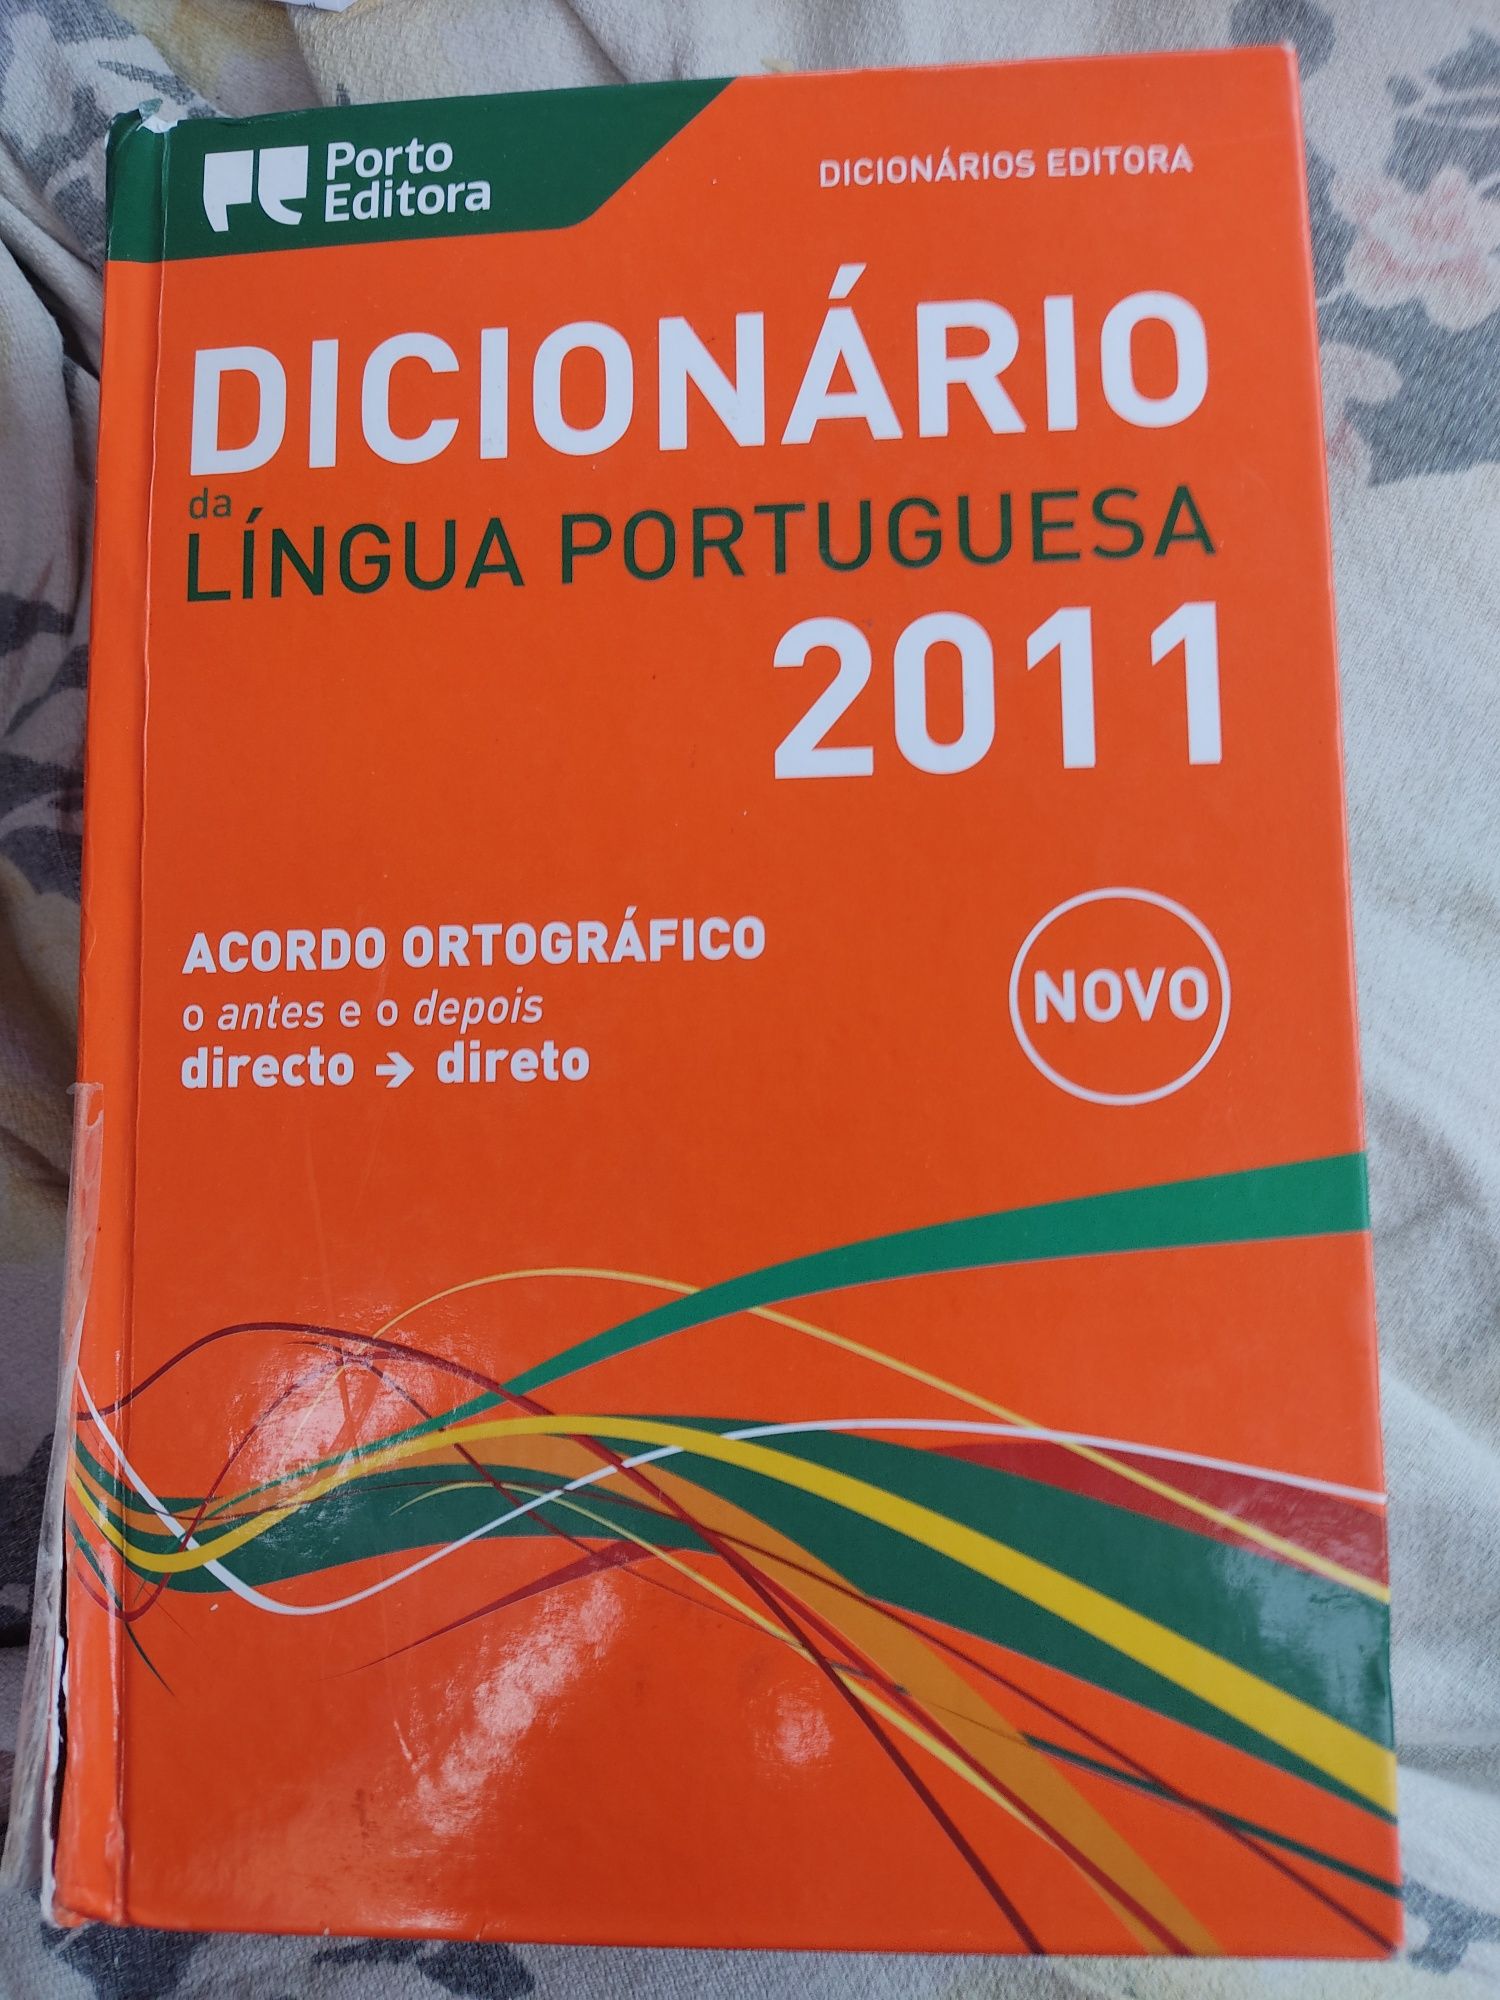 Porto
Editora
DICIONÁRIOS EDITORA
DICIONÁRIO
da
LÍNGUA PORTUGUESA
2011
ACORDO ORTOGRÁFICO
o antes e o depois
directo → direto
NOVO